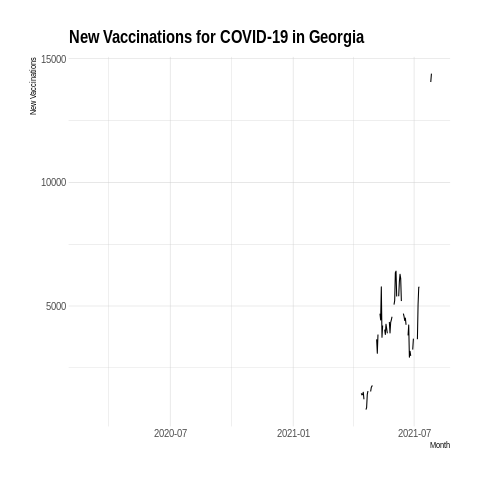 New Vaccinations for COVID-19 in Georgia
New Vaccinations
15000
10000
5000
2020-07
2021-01
2021-07
Month